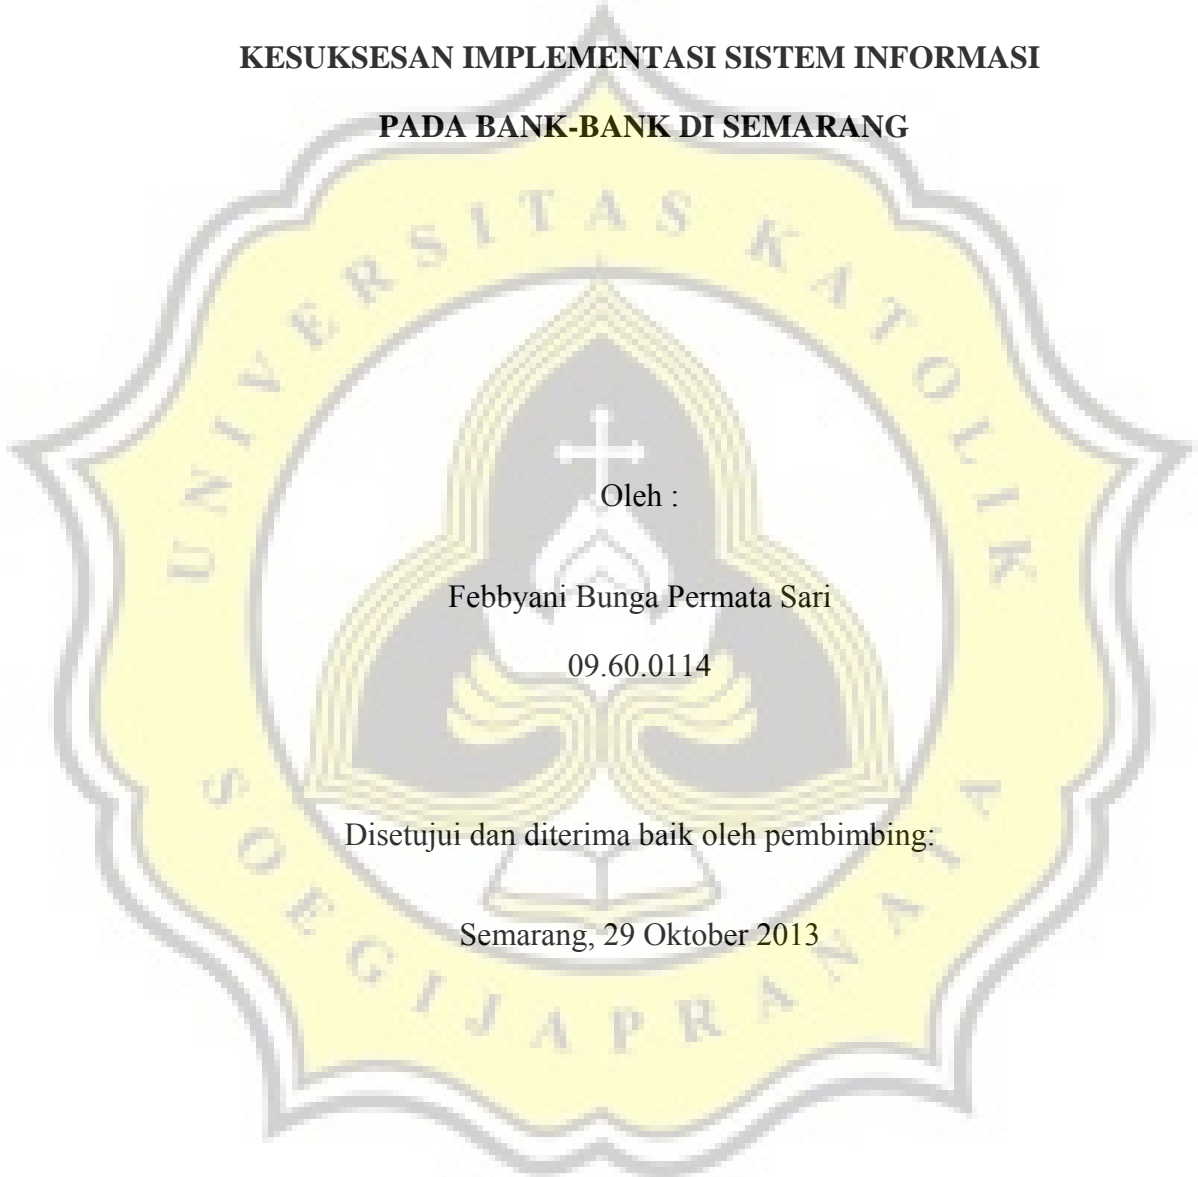 KESUKSESAN IMPLEMENTASI SISTEM INFORMASI
PADA BANK-BANK DI SEMARANG
UNIVERSITAS KATOLIK
Oleh :
Febbyani Bunga Permata Sari
09.60.0114
Disetujui dan diterima baik oleh pembimbing:
Semarang, 29 Oktober 2013
SOEGIJAPRANATA